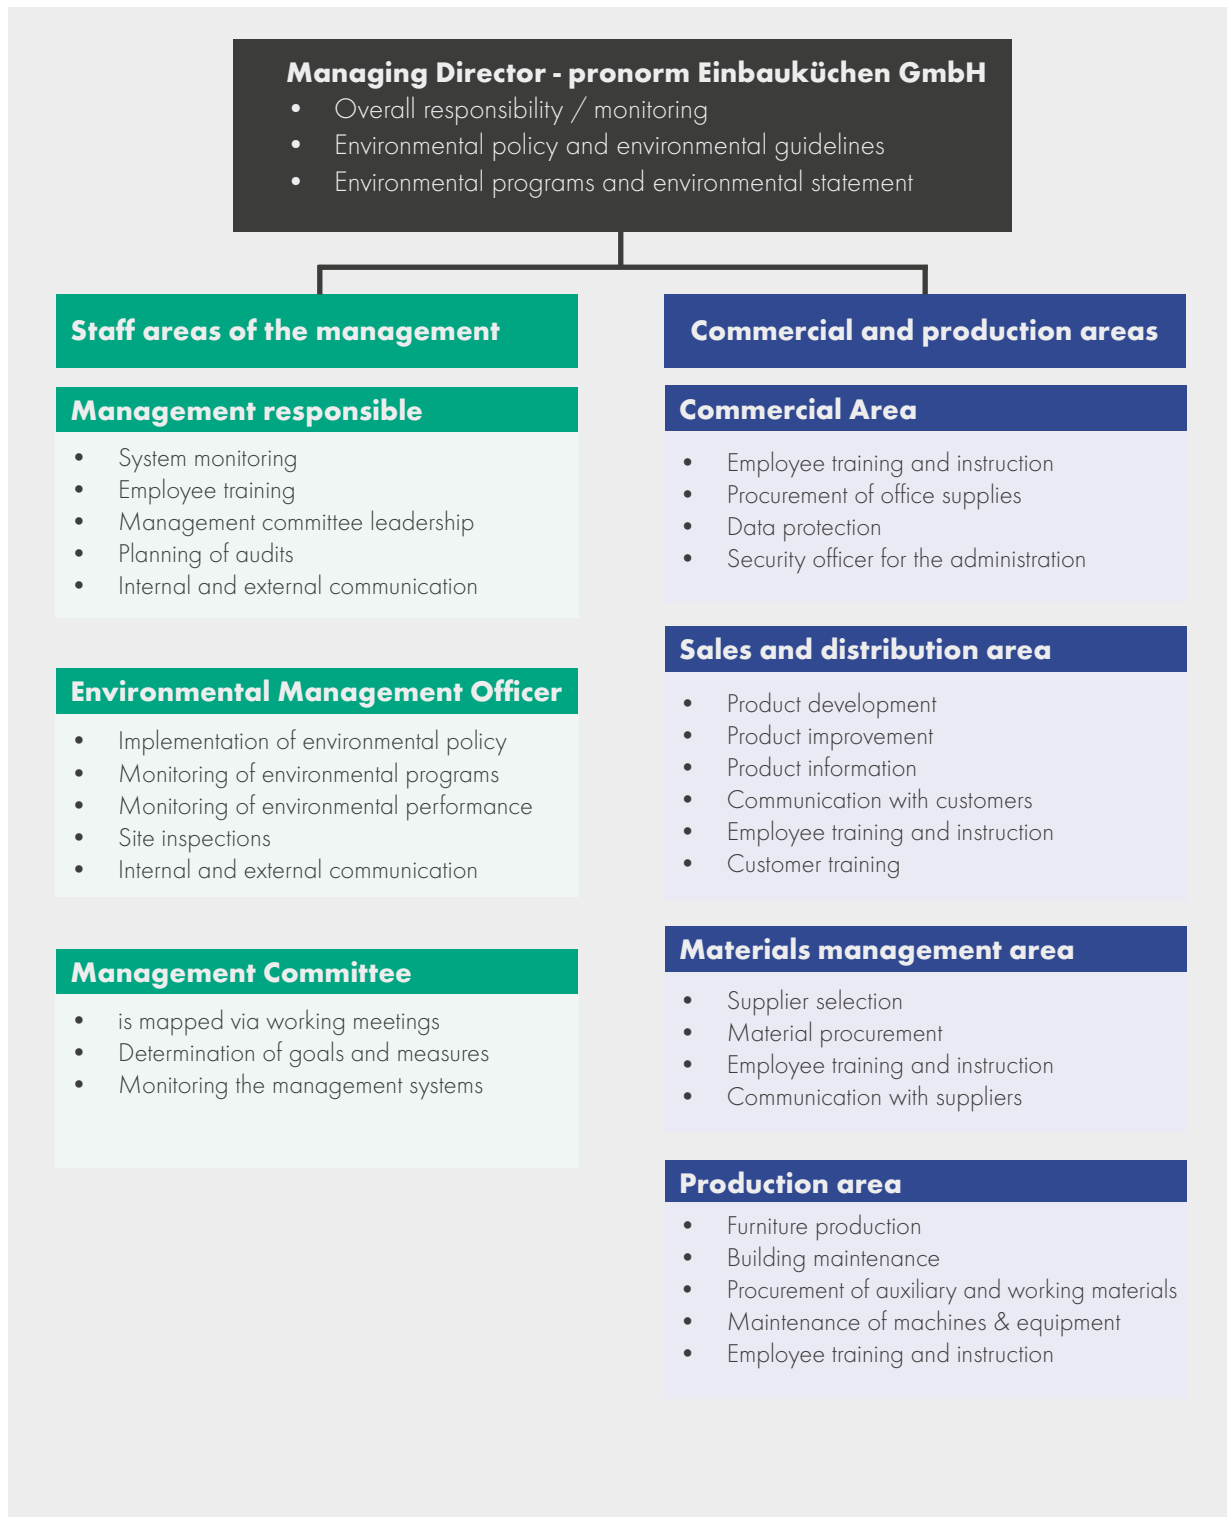 Managing Director - pronorm Einbauküchen GmbH
• Overall responsibility / monitoring
• Environmental policy and environmental guidelines
• Environmental programs and environmental statement
Staff areas of the management
Management responsible
• System monitoring
• Employee training
• Management committee leadership
• Planning of audits
• Internal and external communication
Environmental Management Officer
• Implementation of environmental policy
• Monitoring of environmental programs
• Monitoring of environmental performance
• Site inspections
• Internal and external communication
Management Committee
• is mapped via working meetings
• Determination of goals and measures
• Monitoring the management systems
Commercial and production areas
Commercial Area
• Employee training and instruction
• Procurement of office supplies
• Data protection
• Security officer for the administration
Sales and distribution area
• Product development
• Product improvement
• Product information
• Communication with customers
• Employee training and instruction
• Customer training
Materials management area
• Supplier selection
• Material procurement
• Employee training and instruction
• Communication with suppliers
Production area
• Furniture production
• Building maintenance
• Procurement of auxiliary and working materials
• Maintenance of machines & equipment
• Employee training and instruction